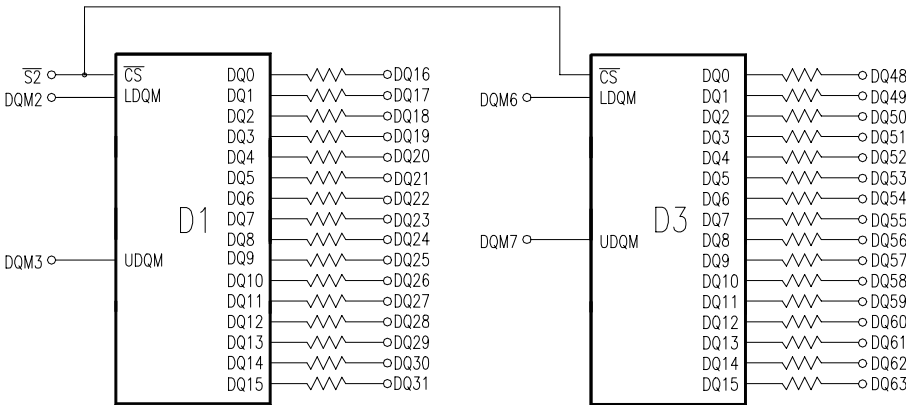 S2 CS DQ0 DQ16 CS DQ0 DQ48
DQM2 LDQM DQ1 DQ17 DQM6 LDQM DQ1 DQ49
DQ2 DQ18 DQ2 DQ50
DQ3 DQ19 DQ3 DQ51
DQ4 DQ20 DQ4 DQ52
DQ5 DQ21 DQ5 DQ53
DQ6 DQ22 DQ6 DQ54
D1 DQ7 DQ23 D3 DQ7 DQ55
DQ8 DQ24 DQM7 UDQM DQ8 DQ56
DQM3 UDQM DQ9 DQ25 DQ9 DQ57
DQ10 DQ26 DQ10 DQ58
DQ11 DQ27 DQ11 DQ59
DQ12 DQ28 DQ12 DQ60
DQ13 DQ29 DQ13 DQ61
DQ14 DQ30 DQ14 DQ62
DQ15 DQ31 DQ15 DQ63